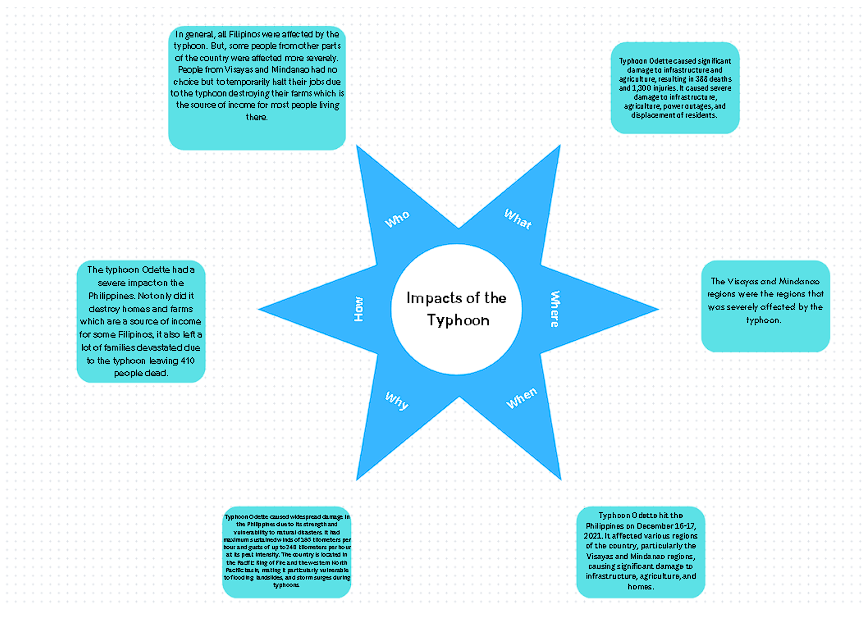 In general, all Filipinos were affected by the
typhoon. But, some people from other parts
of the country were affected more severely.
People from Visayas and Mindanao had no
choice but to temporarily halt their jobs due
to the typhoon destroying their farms which is
the source of income for most people living
there.
Typhoon Odette caused significant
damage to infrastructure and
agriculture, resulting in 388 deaths
and 1,300 injuries. It caused severe
damage to infrastructure,
agriculture, power outages, and
displacement of residents.
Who
What
The typhoon Odette had a
severe impact on the
Philippines. Not only did it
destroy homes and farms
which are a source of income
for some Filipinos, it also left a
lot of families devastated due
to the typhoon leaving 410
people dead.
How
Impacts of the
Typhoon
Where
The Visayas and Mindanao
regions were the regions that
was severely affected by the
typhoon.
Why
When
Typhoon Odette caused widespread damage in
the Philippines due to its strength and
vulnerability to natural disasters. It had
maximum sustained winds of kilometers per
hour and gusts of up to 240 kilometers per hour
at its peak intensity. The country is located in
the Pacific Ring of Fire and the western North
Pacific basin, making it particularly vulnerable
to flooding, landslides, and storm surges during
typhoons.
Typhoon Odette hit the
Philippines on December 16-17,
2021. It affected various regions
of the country, particularly the
Visayas and Mindanao regions,
causing significant damage to
infrastructure, agriculture, and
homes.